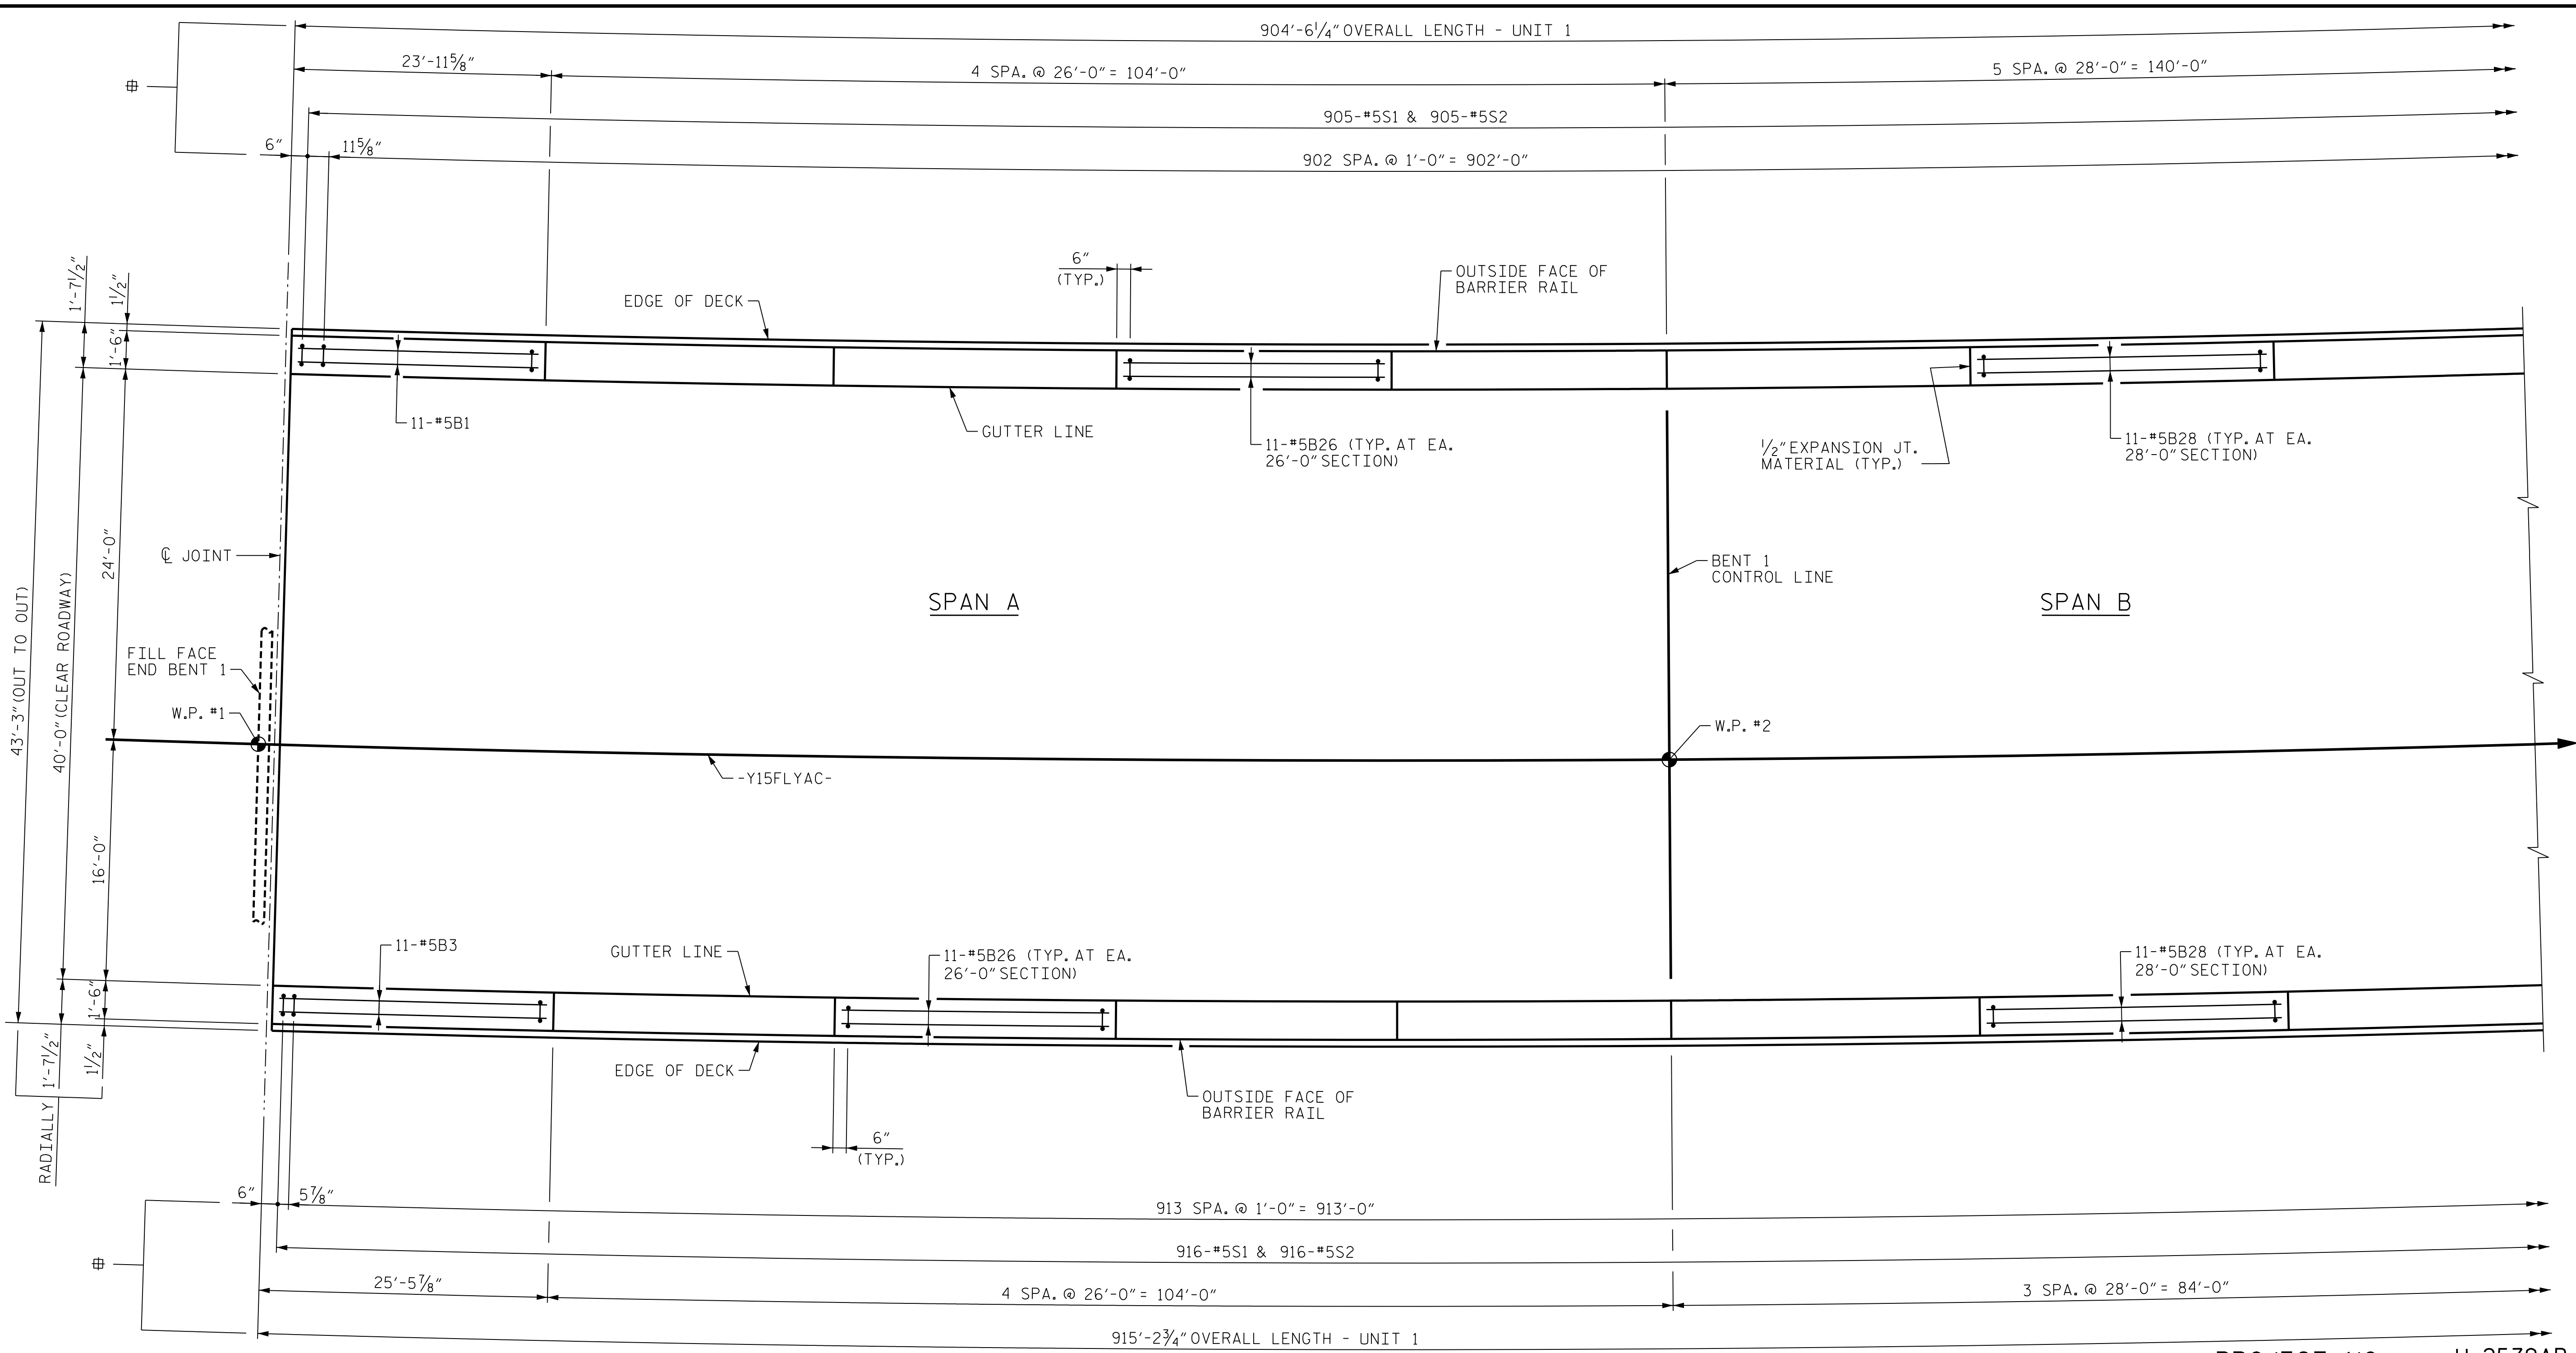 904′-6¼″ OVERALL LENGTH - UNIT 1
23′-11⅝″
4 SPA. @ 26′-0″ = 104′-0″
5 SPA. @ 28′-0″ = 140′-0″
905-#5S1 & 905-#5S2
6″
11⅝″
902 SPA. @ 1′-0″ = 902′-0″
1′-7½″
1½″
1′-6″
6″
(TYP.)
EDGE OF DECK
OUTSIDE FACE OF
BARRIER RAIL
11-#5B1
GUTTER LINE
11-#5B26 (TYP. AT EA.
26′-0″ SECTION)
½″ EXPANSION JT.
MATERIAL (TYP.)
11-#5B28 (TYP. AT EA.
28′-0″ SECTION)
43′-3″ (OUT TO OUT)
40′-0″ (CLEAR ROADWAY)
24′-0″
℄ JOINT
SPAN A
BENT 1
CONTROL LINE
SPAN B
FILL FACE
END BENT 1
W.P. #1
W.P. #2
-Y15FLYAC-
16′-0″
11-#5B3
GUTTER LINE
11-#5B26 (TYP. AT EA.
26′-0″ SECTION)
11-#5B28 (TYP. AT EA.
28′-0″ SECTION)
1′-6″
1′-7½″
1½″
RADIALLY
EDGE OF DECK
OUTSIDE FACE OF
BARRIER RAIL
6″
(TYP.)
6″
5⅞″
913 SPA. @ 1′-0″ = 913′-0″
916-#5S1 & 916-#5S2
25′-5⅞″
4 SPA. @ 26′-0″ = 104′-0″
3 SPA. @ 28′-0″ = 84′-0″
915′-2¾″ OVERALL LENGTH - UNIT 1